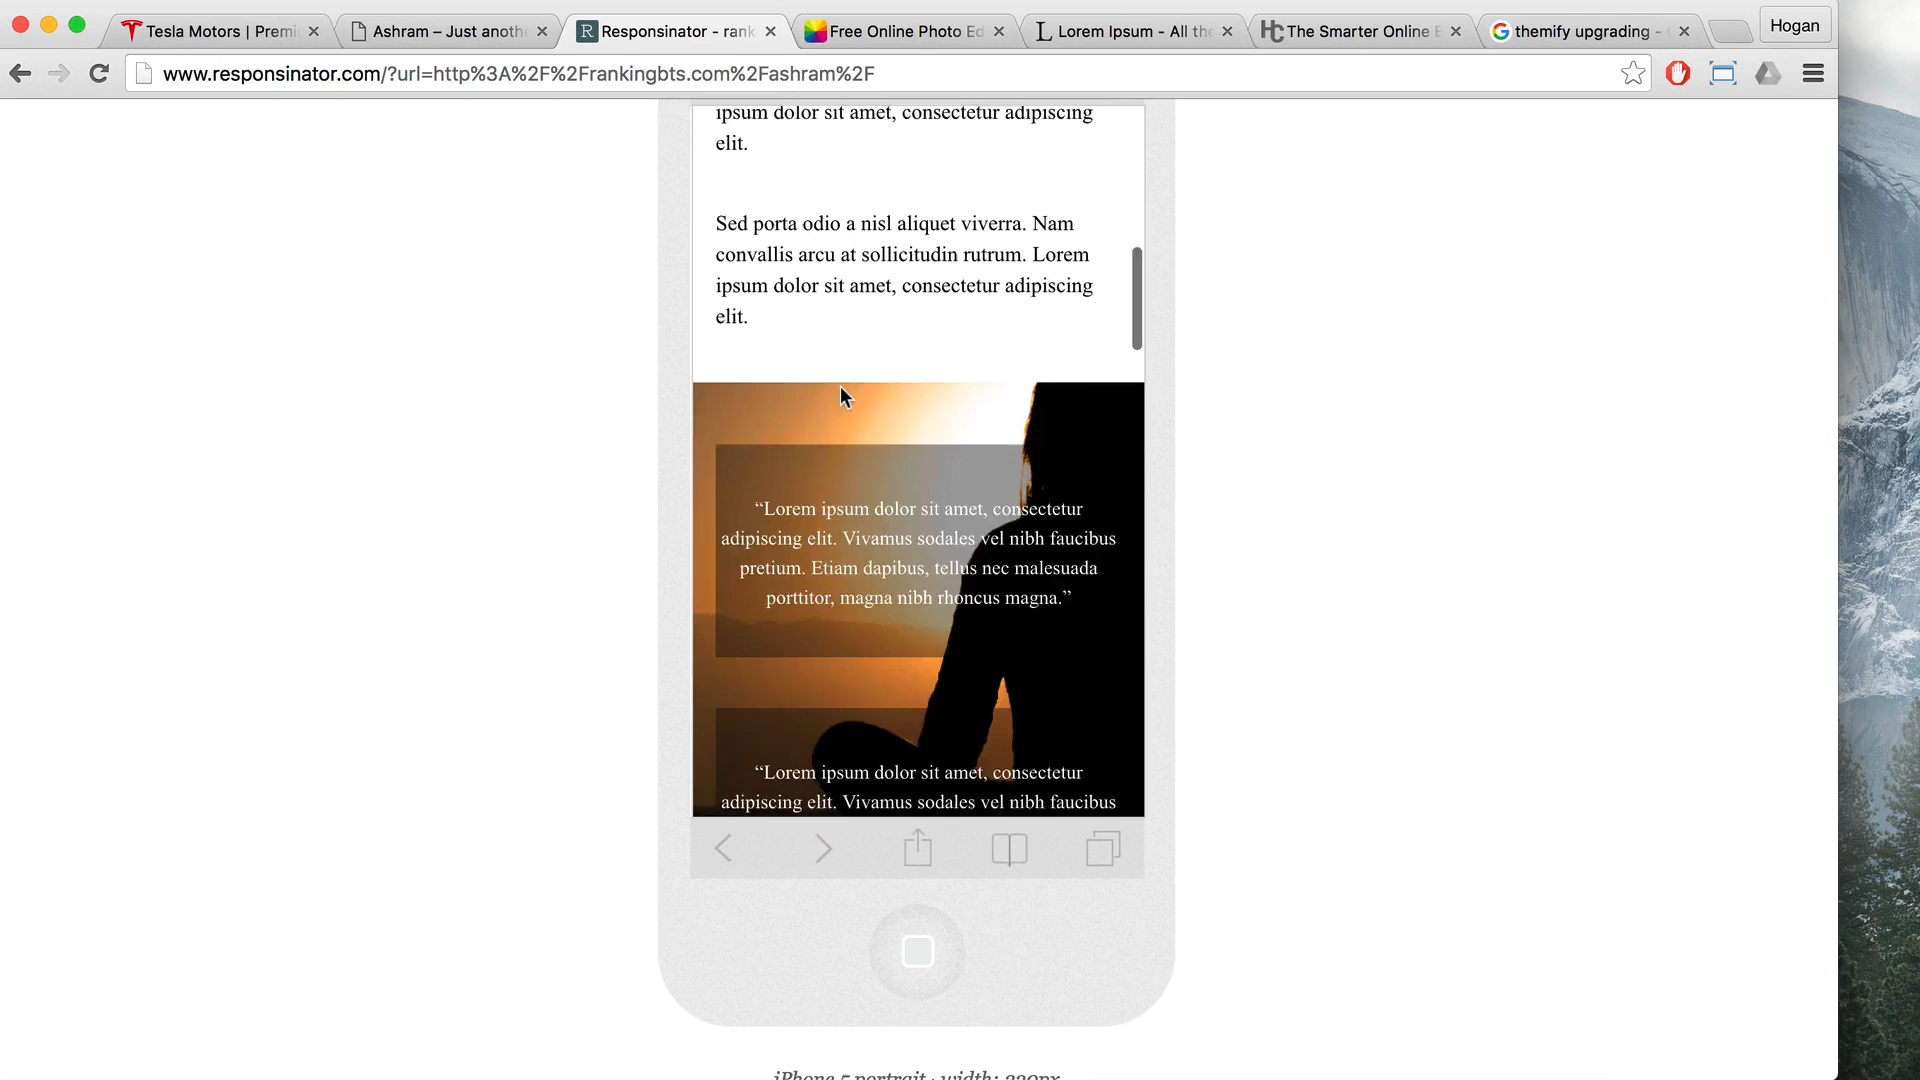 Tesla Motors | Premi
Ashram – Just anoth
Responsinator - rank
Free Online Photo Ed
Lorem Ipsum - All the
The Smarter Online E
themify upgrading -
Hogan
www.responsinator.com/?url=http%3A%2F%2Frankingbts.com%2Fashram%2F
ipsum dolor sit amet, consectetur adipiscing
elit.
Sed porta odio a nisl aliquet viverra. Nam
convallis arcu at sollicitudin rutrum. Lorem
ipsum dolor sit amet, consectetur adipiscing
elit.
“Lorem ipsum dolor sit amet, consectetur
adipiscing elit. Vivamus sodales vel nibh faucibus
pretium. Etiam dapibus, tellus nec malesuada
porttitor, magna nibh rhoncus magna.”
“Lorem ipsum dolor sit amet, consectetur
adipiscing elit. Vivamus sodales vel nibh faucibus
iPhone 5 portrait · width: 320px